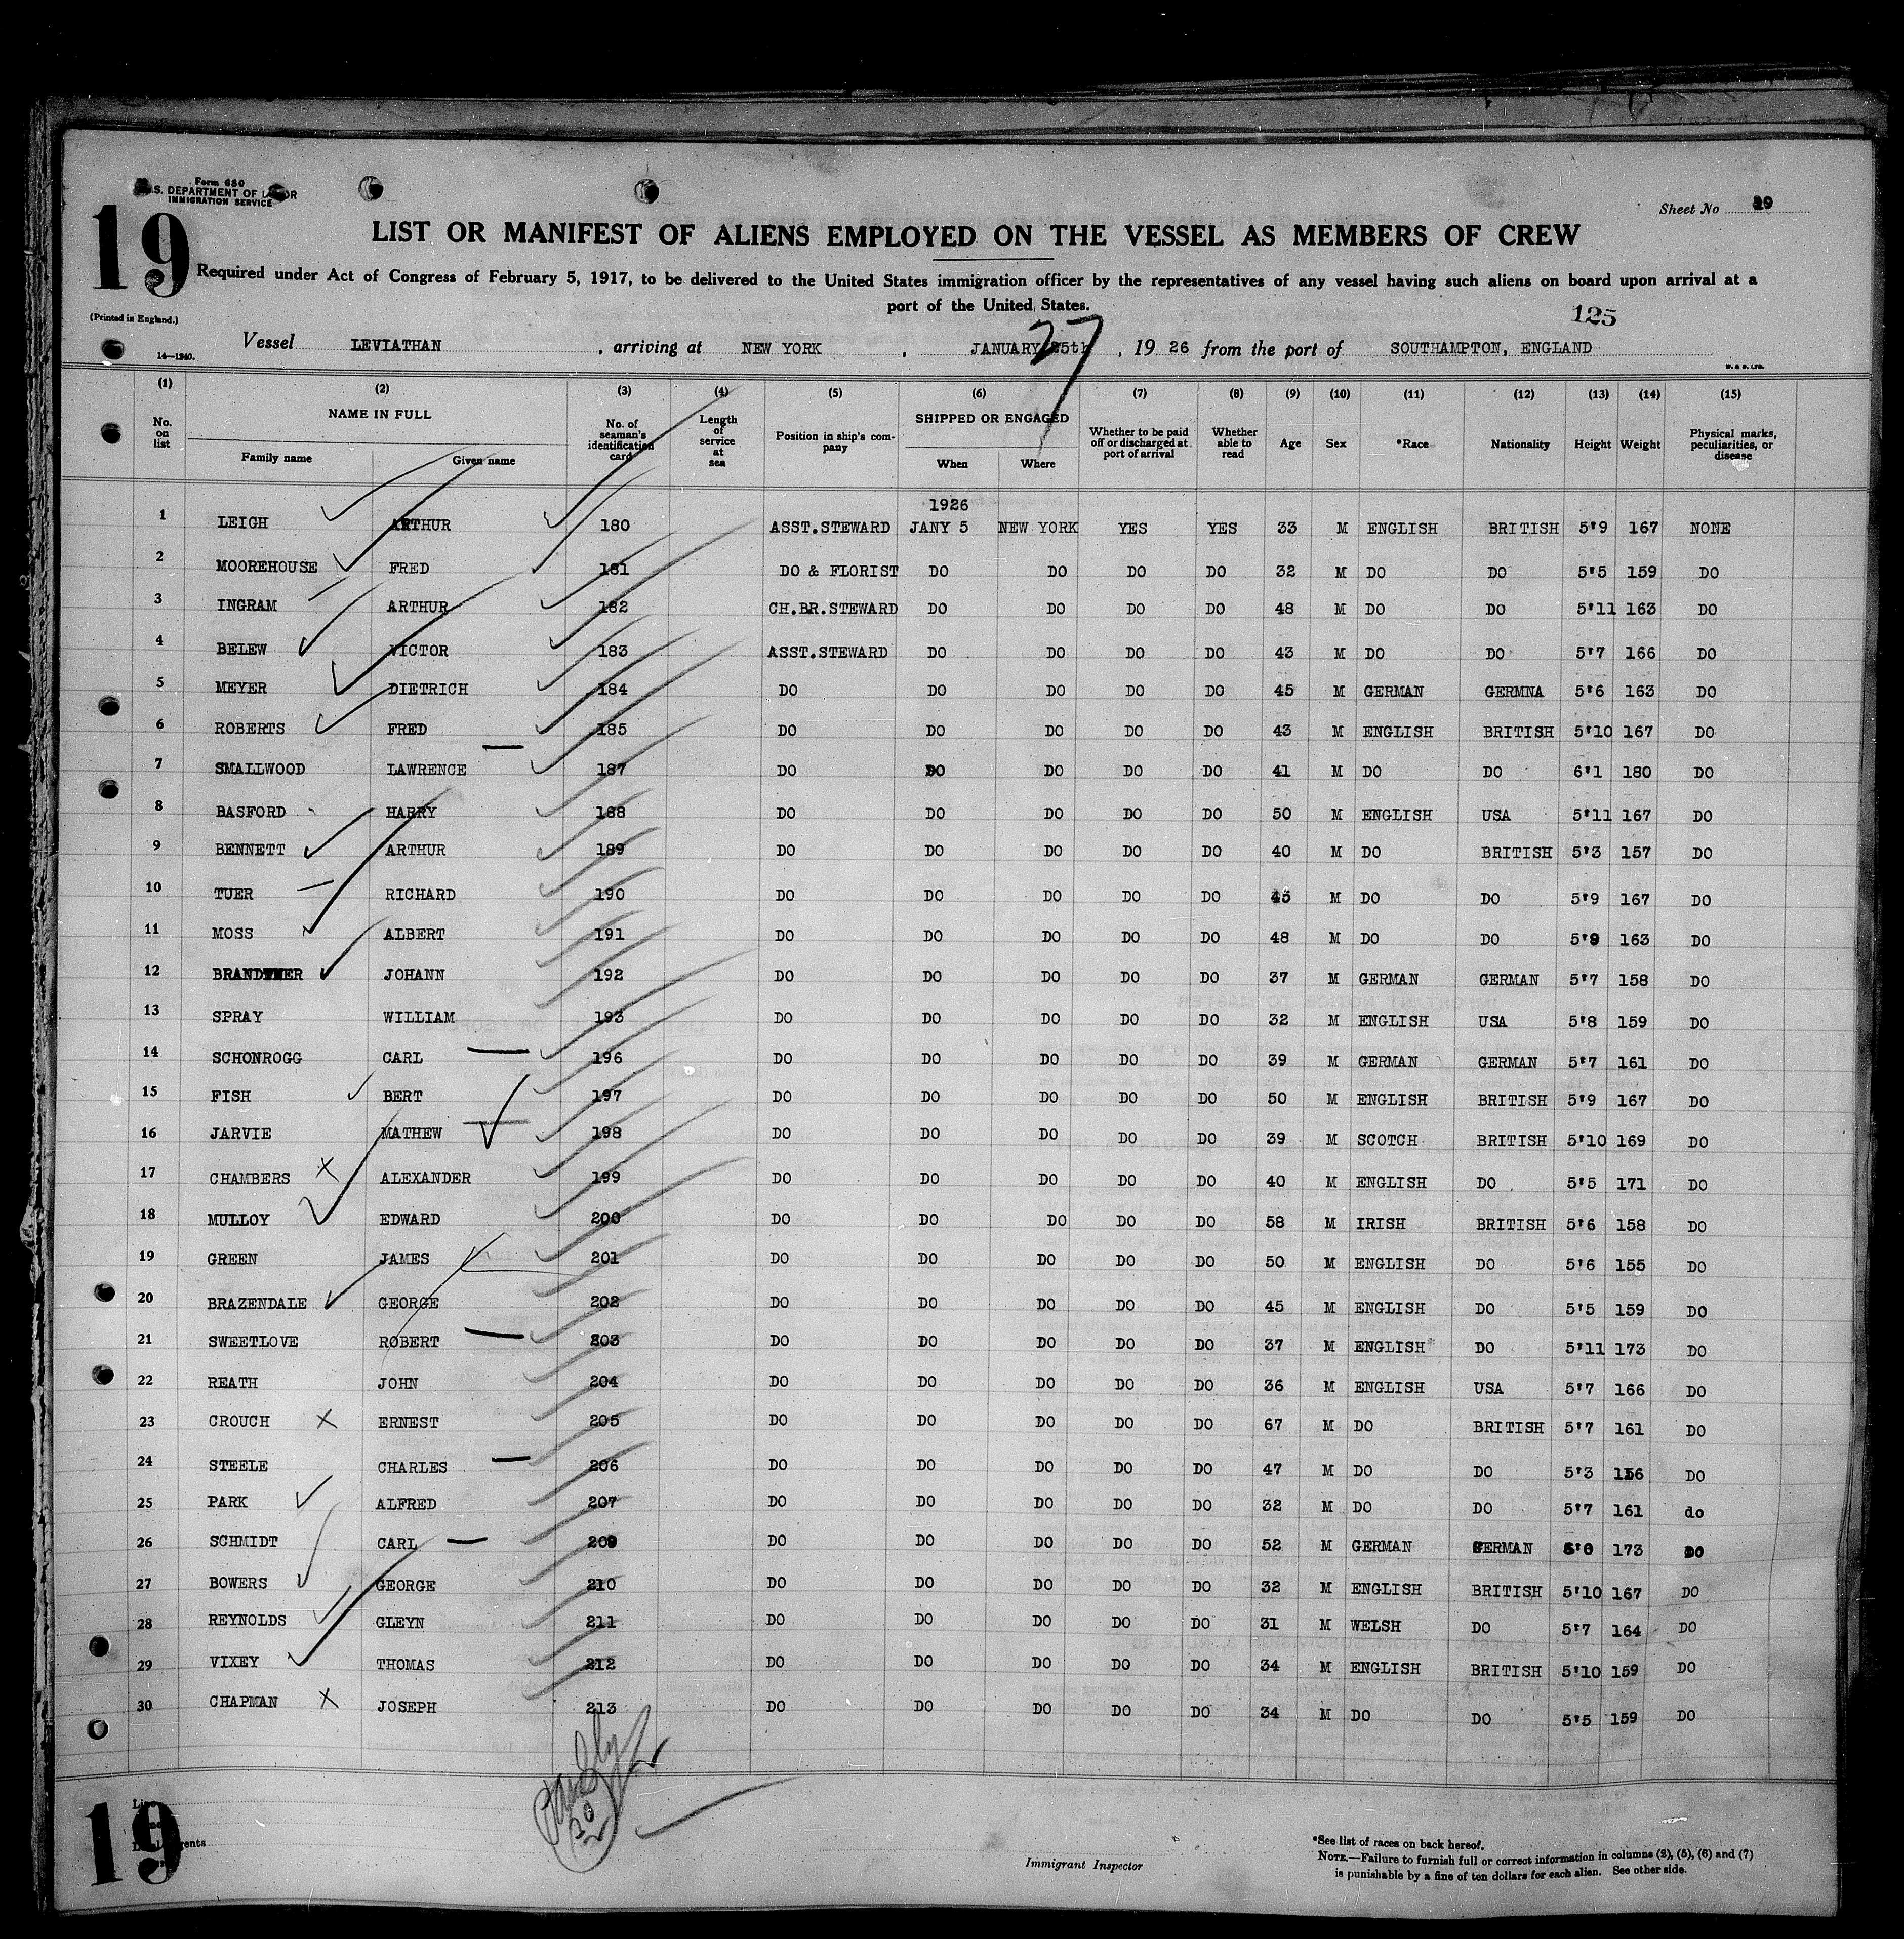 Form 680
U.S. DEPARTMENT OF LABOR
IMMIGRATION SERVICE
19
Sheet No 19
LIST OR MANIFEST OF ALIENS EMPLOYED ON THE VESSEL AS MEMBERS OF CREW
Required under Act of Congress of February 5, 1917, to be delivered to the United States immigration officer by the representatives of any vessel having such aliens on board upon arrival at a
port of the United States.
(Printed in England.)
125
27
14—1240.
Vessel LEVIATHAN , arriving at NEW YORK , JANUARY 25th , 19 26 from the port of SOUTHAMPTON, ENGLAND
W. & S. LTD.
(1) (2) (3) (4) (5) (6) (7) (8) (9) (10) (11) (12) (13) (14) (15)
No. on list NAME IN FULL Family name Given name No. of seaman's identification card Length of service at sea Position in ship's company SHIPPED OR ENGAGED When Where Whether to be paid off or discharged at port of arrival Whether able to read Age Sex *Race Nationality Height Weight Physical marks, peculiarities, or disease
1926
1 LEIGH ARTHUR 180 ASST.STEWARD JANY 5 NEW YORK YES YES 33 M ENGLISH BRITISH 5'9 167 NONE
2 MOOREHOUSE FRED 181 DO & FLORIST DO DO DO DO 32 M DO DO 5'5 159 DO
3 INGRAM ARTHUR 182 CH.BR.STEWARD DO DO DO DO 48 M DO DO 5'11 163 DO
4 BELEW VICTOR 183 ASST.STEWARD DO DO DO DO 43 M DO DO 5'7 166 DO
5 MEYER DIETRICH 184 DO DO DO DO DO 45 M GERMAN GERMNA 5'6 163 DO
6 ROBERTS FRED 185 DO DO DO DO DO 43 M ENGLISH BRITISH 5'10 167 DO
7 SMALLWOOD LAWRENCE 187 DO DO DO DO DO 41 M DO DO 6'1 180 DO
8 BASFORD HARRY 188 DO DO DO DO DO 50 M ENGLISH USA 5'11 167 DO
9 BENNETT ARTHUR 189 DO DO DO DO DO 40 M DO BRITISH 5'3 157 DO
10 TUER RICHARD 190 DO DO DO DO DO 45 M DO DO 5'9 167 DO
11 MOSS ALBERT 191 DO DO DO DO DO 48 M DO DO 5'9 163 DO
12 JOHANN 192 DO DO DO DO DO 37 M GERMAN GERMAN 5'7 158 DO
13 SPRAY WILLIAM 193 DO DO DO DO DO 32 M ENGLISH USA 5'8 159 DO
14 SCHONROGG CARL 196 DO DO DO DO DO 39 M GERMAN GERMAN 5'7 161 DO
15 FISH BERT 197 DO DO DO DO DO 50 M ENGLISH BRITISH 5'9 167 DO
16 JARVIE MATHEW 198 DO DO DO DO DO 39 M SCOTCH BRITISH 5'10 169 DO
17 CHAMBERS ALEXANDER 199 DO DO DO DO DO 40 M ENGLISH DO 5'5 171 DO
18 MULLOY EDWARD 200 DO DO DO DO DO 58 M IRISH BRITISH 5'6 158 DO
19 GREEN JAMES 201 DO DO DO DO DO 50 M ENGLISH DO 5'6 155 DO
20 BRAZENDALE GEORGE 202 DO DO DO DO DO 45 M ENGLISH DO 5'5 159 DO
21 SWEETLOVE ROBERT 203 DO DO DO DO DO 37 M ENGLISH DO 5'11 173 DO
22 REATH JOHN 204 DO DO DO DO DO 36 M ENGLISH USA 5'7 166 DO
23 CROUCH ERNEST 205 DO DO DO DO DO 67 M DO BRITISH 5'7 161 DO
24 STEELE CHARLES 206 DO DO DO DO DO 47 M DO DO 5'3 DO
25 PARK ALFRED 207 DO DO DO DO DO 32 M DO DO 5'7 161 do
26 SCHMIDT CARL 209 DO DO DO DO DO 52 M GERMAN GERMAN 173 DO
27 BOWERS GEORGE 210 DO DO DO DO DO 32 M ENGLISH BRITISH 5'10 167 DO
28 REYNOLDS GLEYN 211 DO DO DO DO DO 31 M WELSH DO 5'7 164 DO
29 VIXEY THOMAS 212 DO DO DO DO DO 34 M ENGLISH BRITISH 5'10 159 DO
30 CHAPMAN JOSEPH 213 DO DO DO DO DO 34 M DO DO 5'5 159 DO
30
19
Immigrant Inspector
*See list of races on back hereof.
NOTE.—Failure to furnish full or correct information in columns (2), (5), (6) and (7)
is punishable by a fine of ten dollars for each alien. See other side.